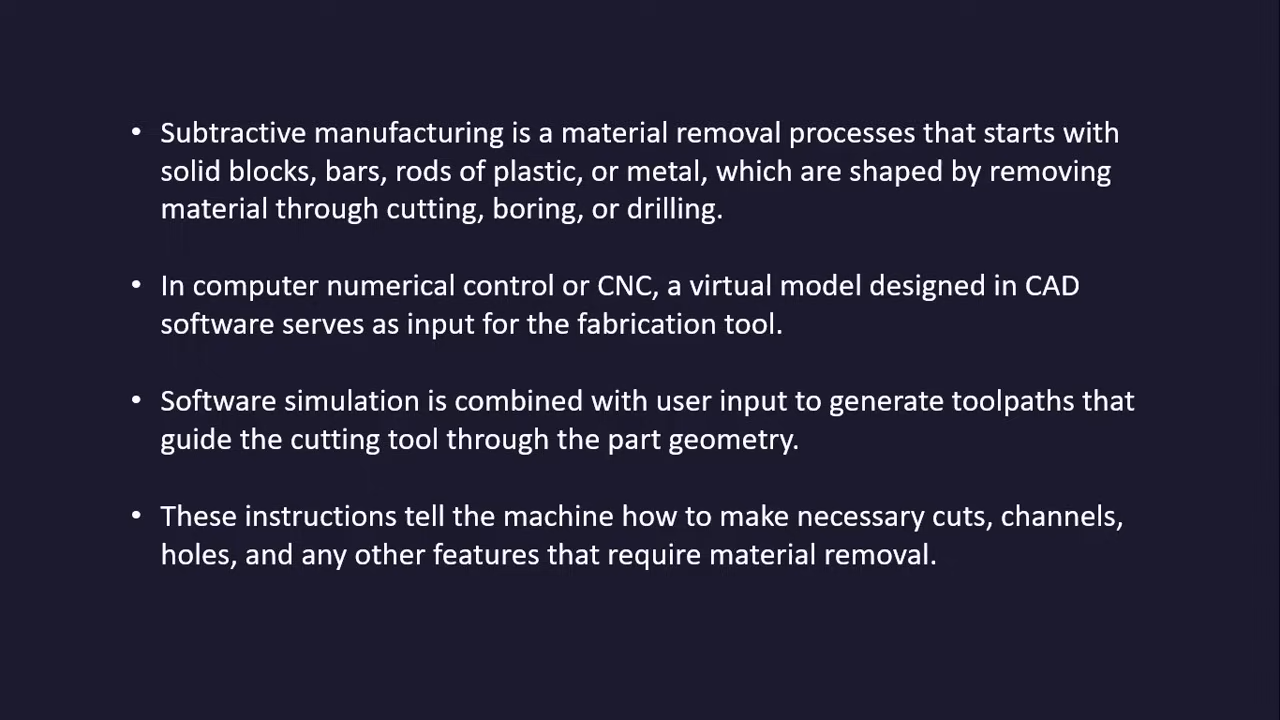 • Subtractive manufacturing is a material removal processes that starts with
solid blocks, bars, rods of plastic, or metal, which are shaped by removing
material through cutting, boring, or drilling.
• In computer numerical control or CNC, a virtual model designed in CAD
software serves as input for the fabrication tool.
• Software simulation is combined with user input to generate toolpaths that
guide the cutting tool through the part geometry.
• These instructions tell the machine how to make necessary cuts, channels,
holes, and any other features that require material removal.